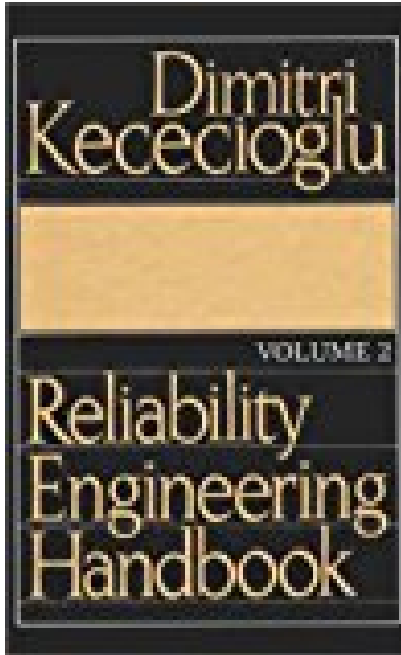 Dimitri
Kececioglu
VOLUME 2
Reliability
Engineering
Handbook